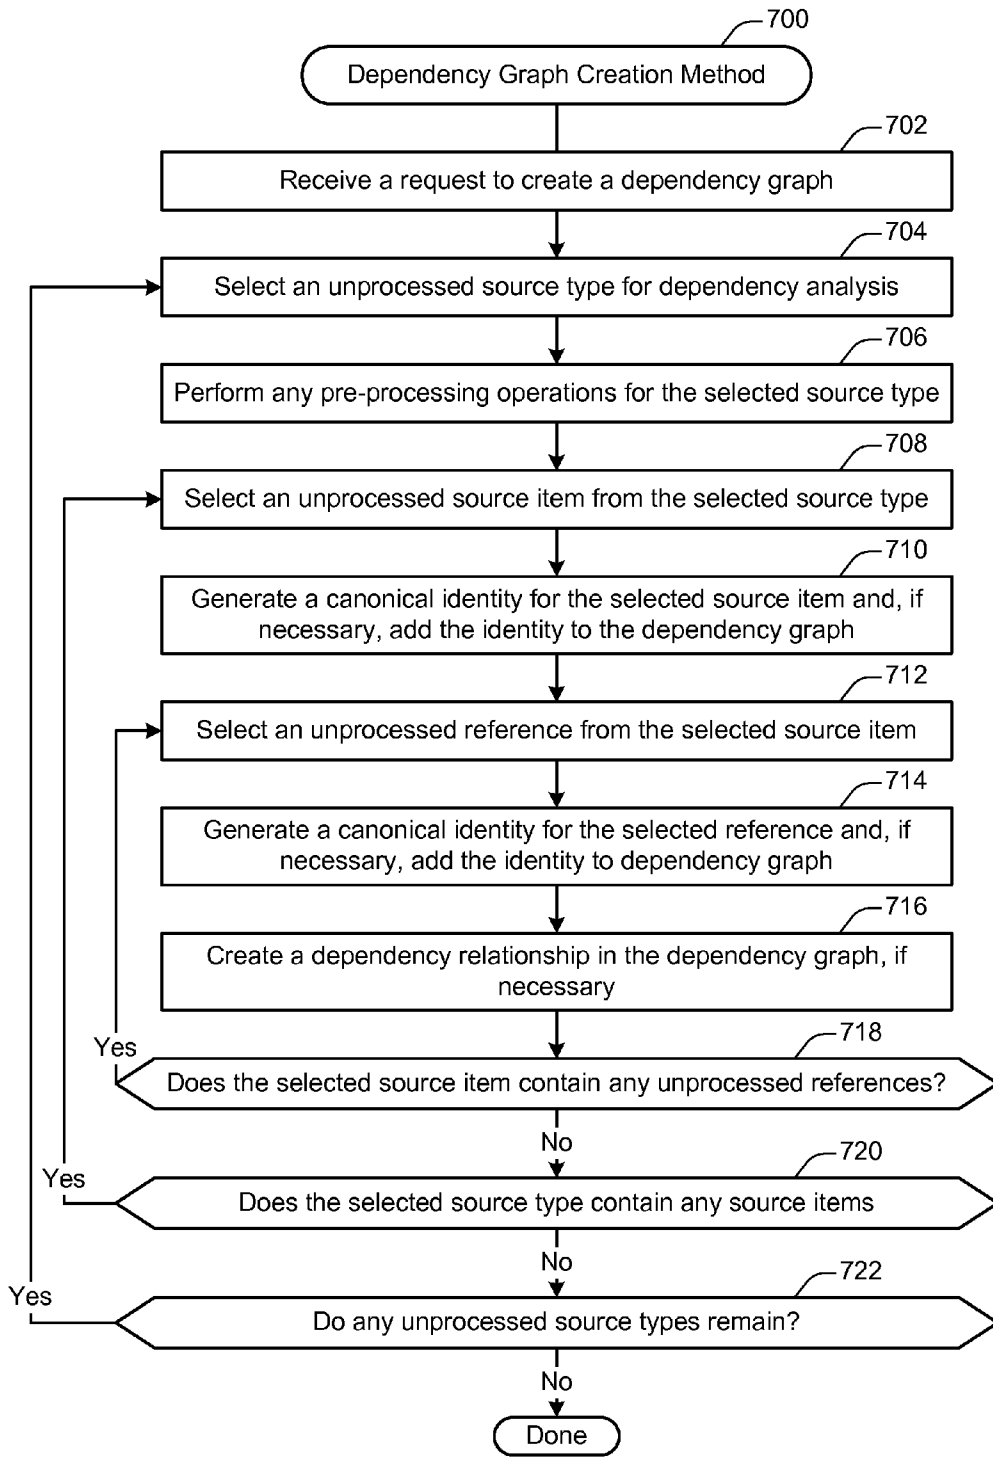 700
Dependency Graph Creation Method
702
Receive a request to create a dependency graph
704
Select an unprocessed source type for dependency analysis
706
Perform any pre-processing operations for the selected source type
708
Select an unprocessed source item from the selected source type
710
Generate a canonical identity for the selected source item and, if
necessary, add the identity to the dependency graph
712
Select an unprocessed reference from the selected source item
714
Generate a canonical identity for the selected reference and, if
necessary, add the identity to dependency graph
716
Create a dependency relationship in the dependency graph, if
necessary
718
Yes
Does the selected source item contain any unprocessed references?
No
720
Yes
Does the selected source type contain any source items
No
722
Yes
Do any unprocessed source types remain?
No
Done